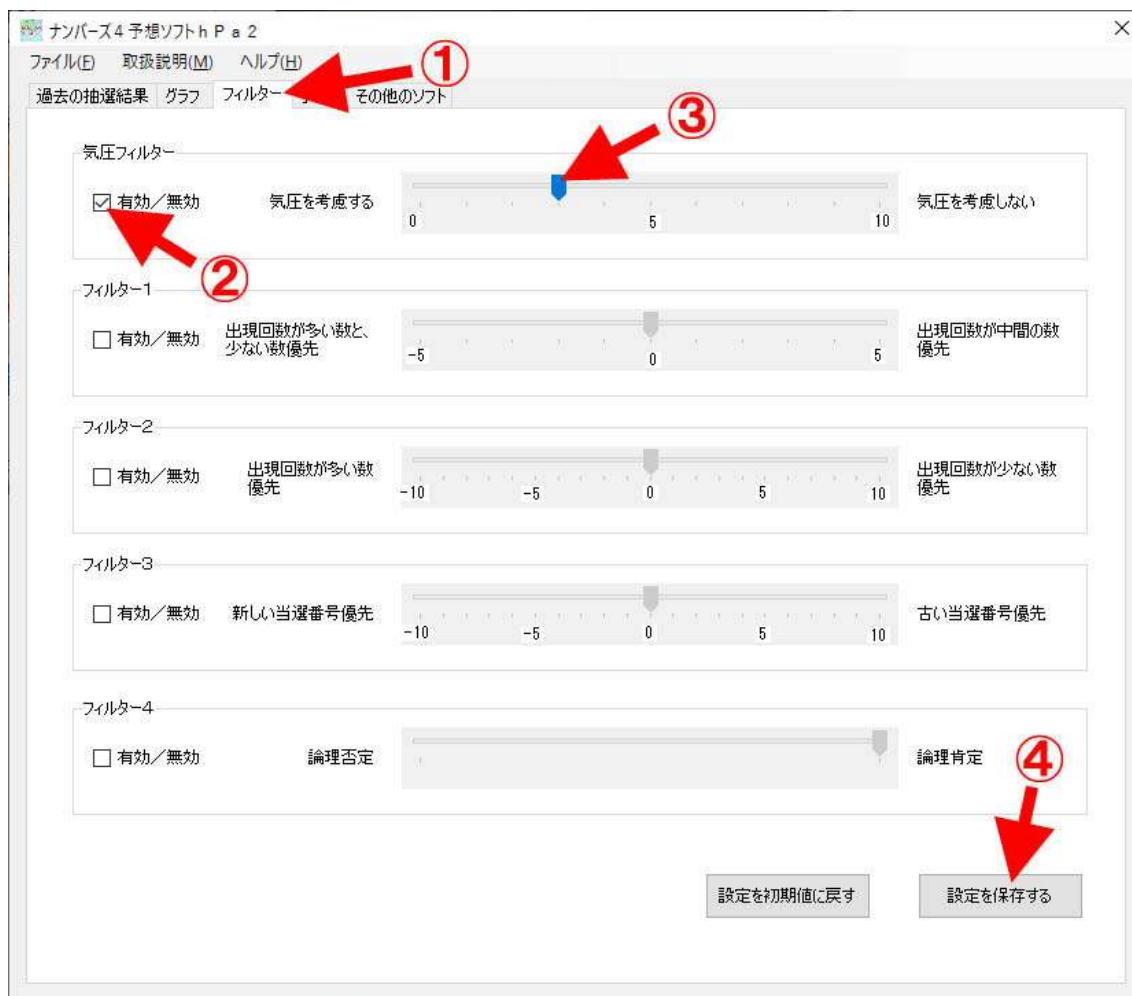 ナンバーズ4 予想ソフトhPa2
ファイル(F) 取扱説明(M) ヘルプ(H)
①
過去の抽選結果 グラフ フィルター その他のソフト
③
気圧フィルター
有効/無効 気圧を考慮する 気圧を考慮しない
0 5 10
②
フィルター1
有効/無効 出現回数が多い数と、 出現回数が中間の数
少ない数優先 優先
-5 0 5
フィルター2
有効/無効 出現回数が多い数 出現回数が少ない数
優先 優先
-10 -5 0 5 10
フィルター3
有効/無効 新しい当選番号優先 古い当選番号優先
-10 -5 0 5 10
フィルター4
有効/無効 論理否定 論理肯定
④
設定を初期値に戻す 設定を保存する